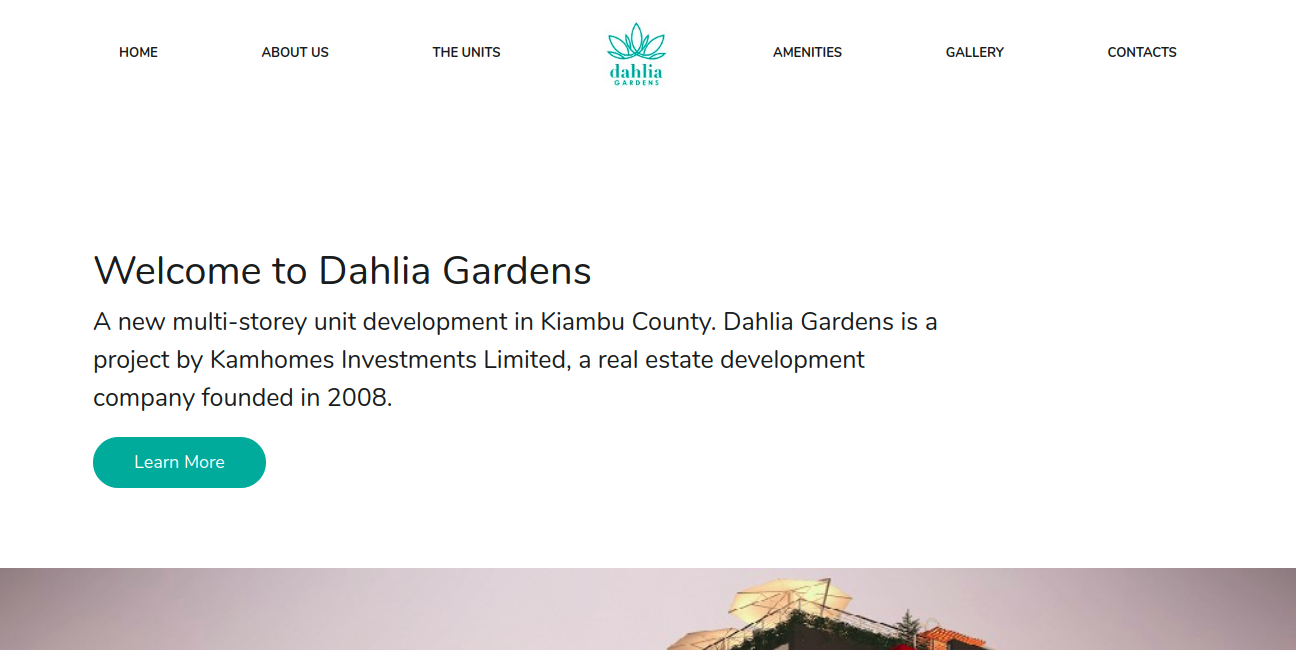 HOME
ABOUT US
THE UNITS
dahlia
GARDENS
AMENITIES
GALLERY
CONTACTS
Welcome to Dahlia Gardens
A new multi-storey unit development in Kiambu County. Dahlia Gardens is a
project by Kamhomes Investments Limited, a real estate development
company founded in 2008.
Learn More